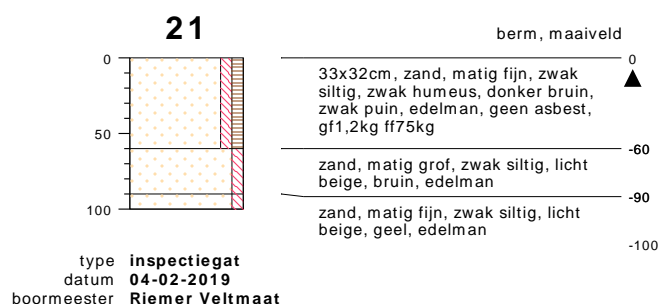 21
berm, maaiveld
0
50
100
33x32cm, zand, matig fijn, zwak
siltig, zwak humeus, donker bruin,
zwak puin, edelman, geen asbest,
gf1,2kg ff75kg
zand, matig grof, zwak siltig, licht
beige, bruin, edelman
zand, matig fijn, zwak siltig, licht
beige, geel, edelman
0
-60
-90
-100
type inspectiegat
datum 04-02-2019
boormeester Riemer Veltmaat